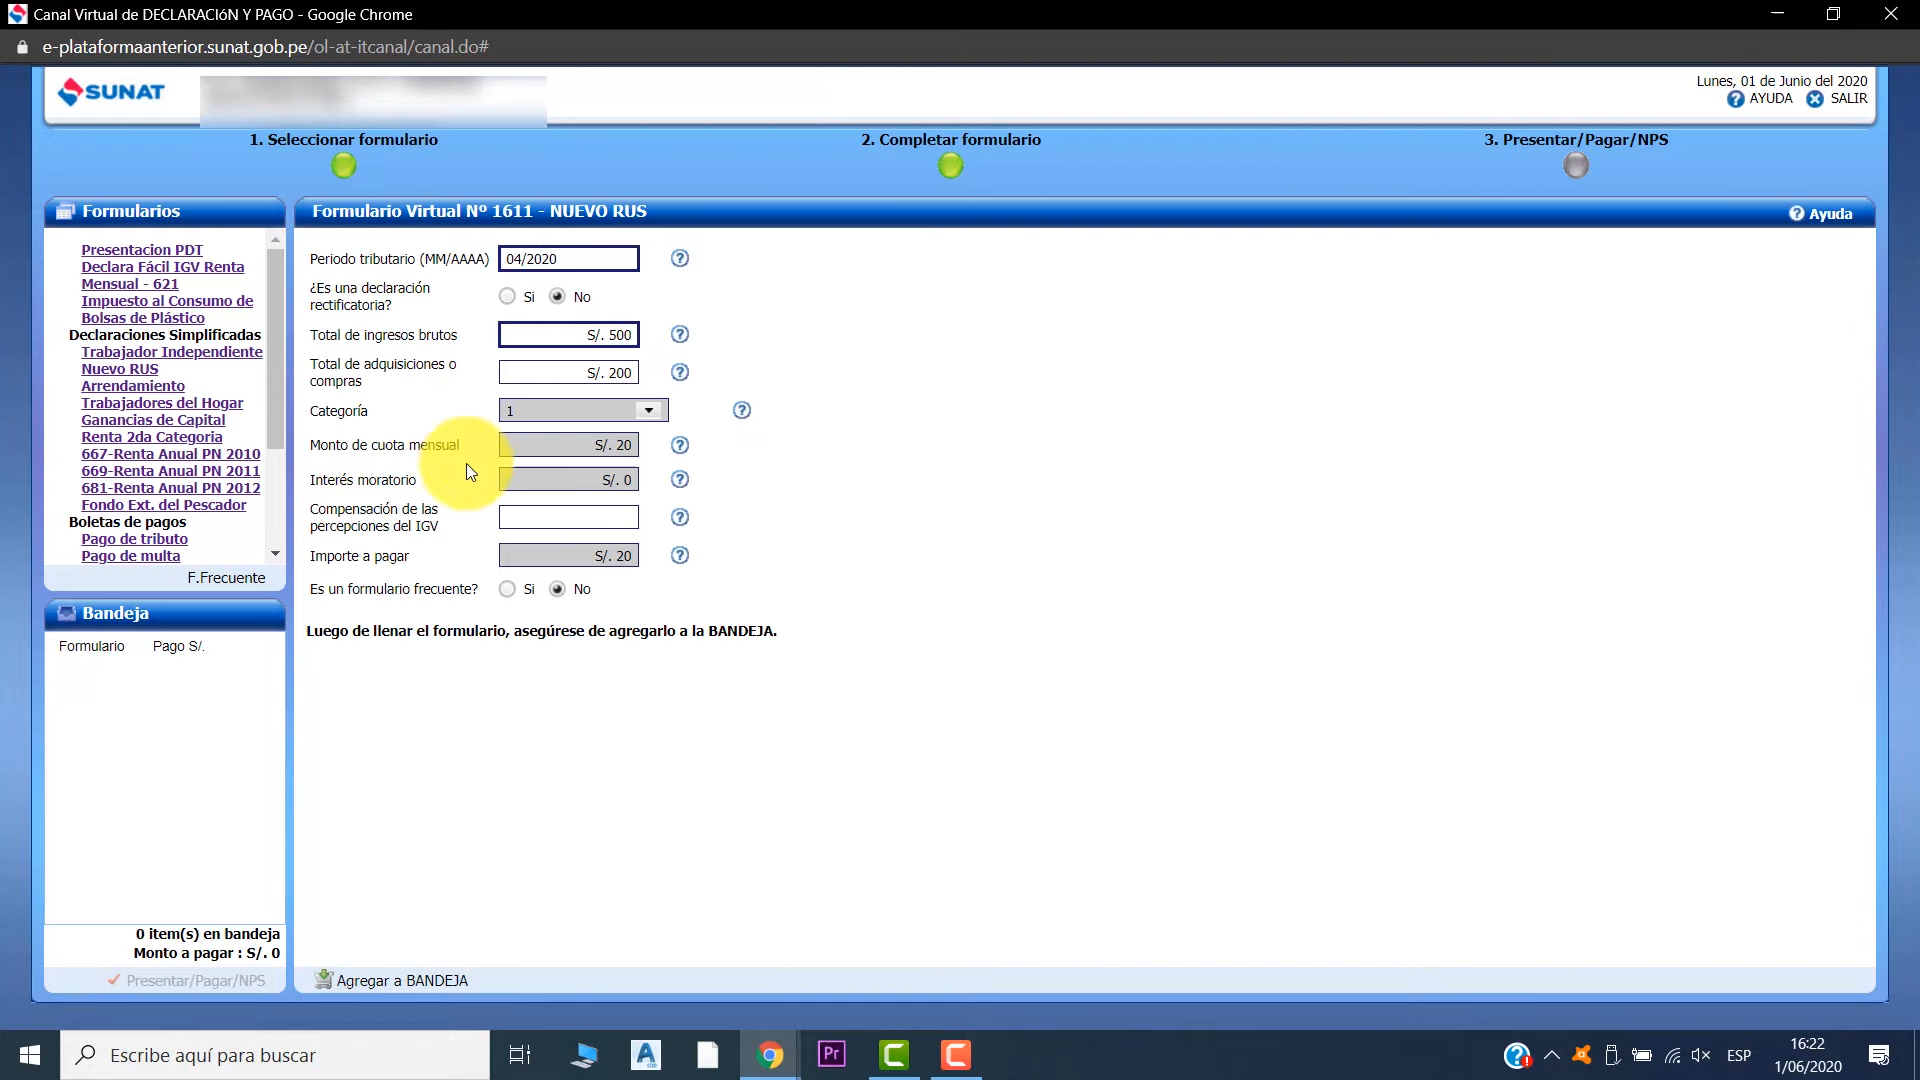 Canal Virtual de DECLARACIóN Y PAGO - Google Chrome
e-plataformaanterior.sunat.gob.pe/ol-at-itcanal/canal.do#
SUNAT
Lunes, 01 de Junio del 2020
AYUDA SALIR
1. Seleccionar formulario
2. Completar formulario
3. Presentar/Pagar/NPS
Formularios
Presentacion PDT
Declara Fácil IGV Renta
Mensual - 621
Impuesto al Consumo de
Bolsas de Plástico
Declaraciones Simplificadas
Trabajador Independiente
Nuevo RUS
Arrendamiento
Trabajadores del Hogar
Ganancias de Capital
Renta 2da Categoria
667-Renta Anual PN 2010
669-Renta Anual PN 2011
681-Renta Anual PN 2012
Fondo Ext. del Pescador
Boletas de pagos
Pago de tributo
Pago de multa
F.Frecuente
Bandeja
Formulario Pago S/.
0 item(s) en bandeja
Monto a pagar : S/. 0
Presentar/Pagar/NPS
Formulario Virtual Nº 1611 - NUEVO RUS
Ayuda
Periodo tributario (MM/AAAA) 04/2020
¿Es una declaración
rectificatoria? Si No
Total de ingresos brutos S/. 500
Total de adquisiciones o
compras S/. 200
Categoría 1
Monto de cuota mensual S/. 20
Interés moratorio S/. 0
Compensación de las
percepciones del IGV
Importe a pagar S/. 20
Es un formulario frecuente? Si No
Luego de llenar el formulario, asegúrese de agregarlo a la BANDEJA.
Agregar a BANDEJA
Escribe aquí para buscar
Pr
ESP
16:22
1/06/2020